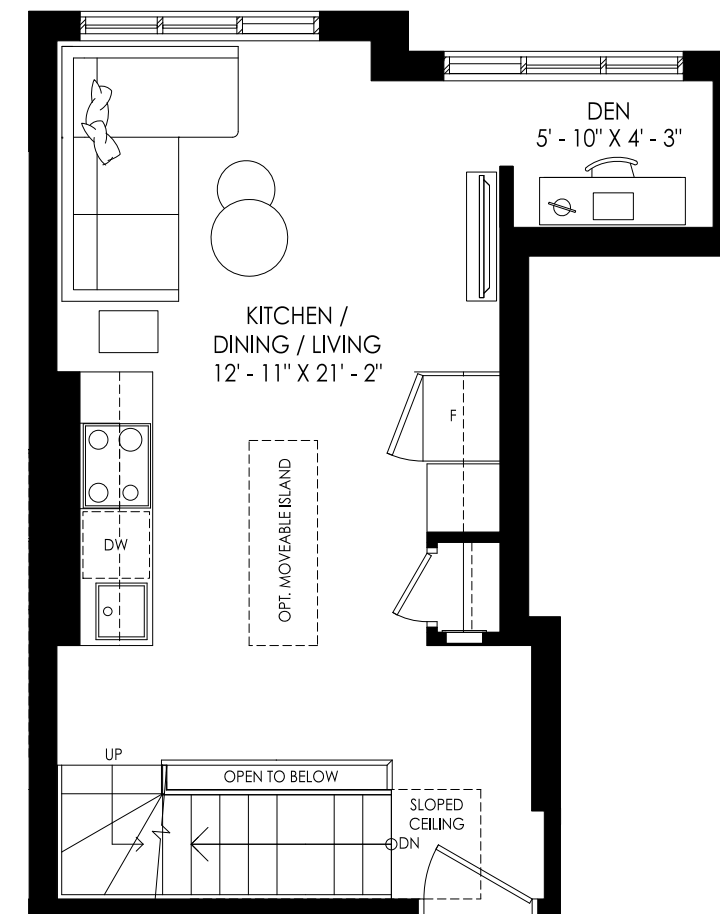 DEN
5' - 10" X 4' - 3"
KITCHEN /
DINING / LIVING
12' - 11" X 21' - 2"
F
OPT. MOVEABLE ISLAND
DW
UP
OPEN TO BELOW
SLOPED
CEILING
DN